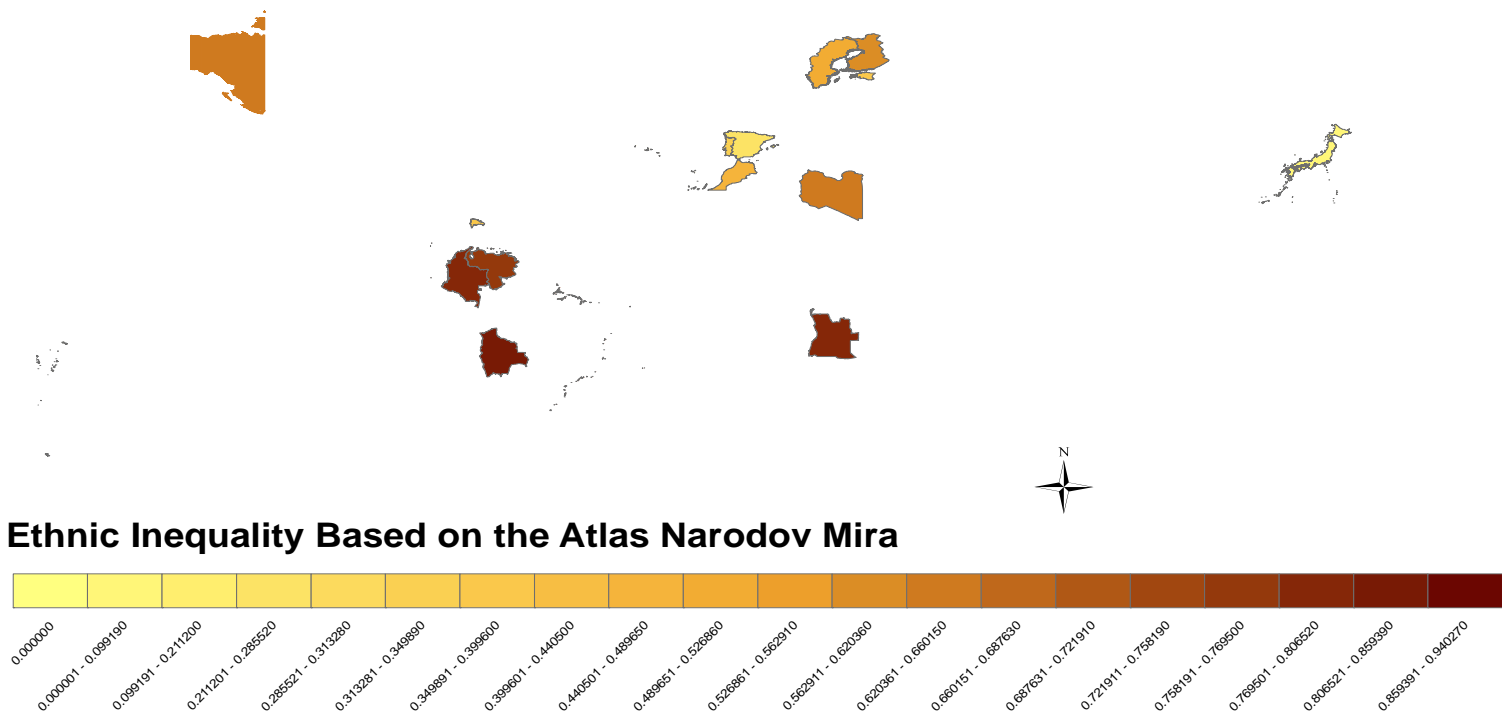 N
Ethnic Inequality Based on the Atlas Narodov Mira
0.000000
0.000001 - 0.099190
0.099191 - 0.211200
0.211201 - 0.285520
0.285521 - 0.313280
0.313281 - 0.349890
0.349891 - 0.399600
0.399601 - 0.440500
0.440501 - 0.489650
0.489651 - 0.526860
0.526861 - 0.562910
0.562911 - 0.620360
0.620361 - 0.660150
0.660151 - 0.687630
0.687631 - 0.721910
0.721911 - 0.758190
0.758191 - 0.769500
0.769501 - 0.806520
0.806521 - 0.859390
0.859391 - 0.940270